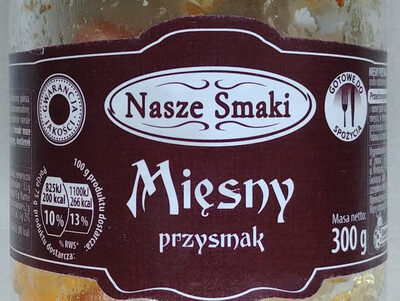 GWARANCJA JAKOŚCI
Nasze Smaki
GOTOWE DO SPOŻYCIA
Mięsny
przysmak
100 g produktu dostarcza:
825kJ 1100kJ
200 kcal 266 kcal
10% 13%
% RWS*
Masa netto:
300 g